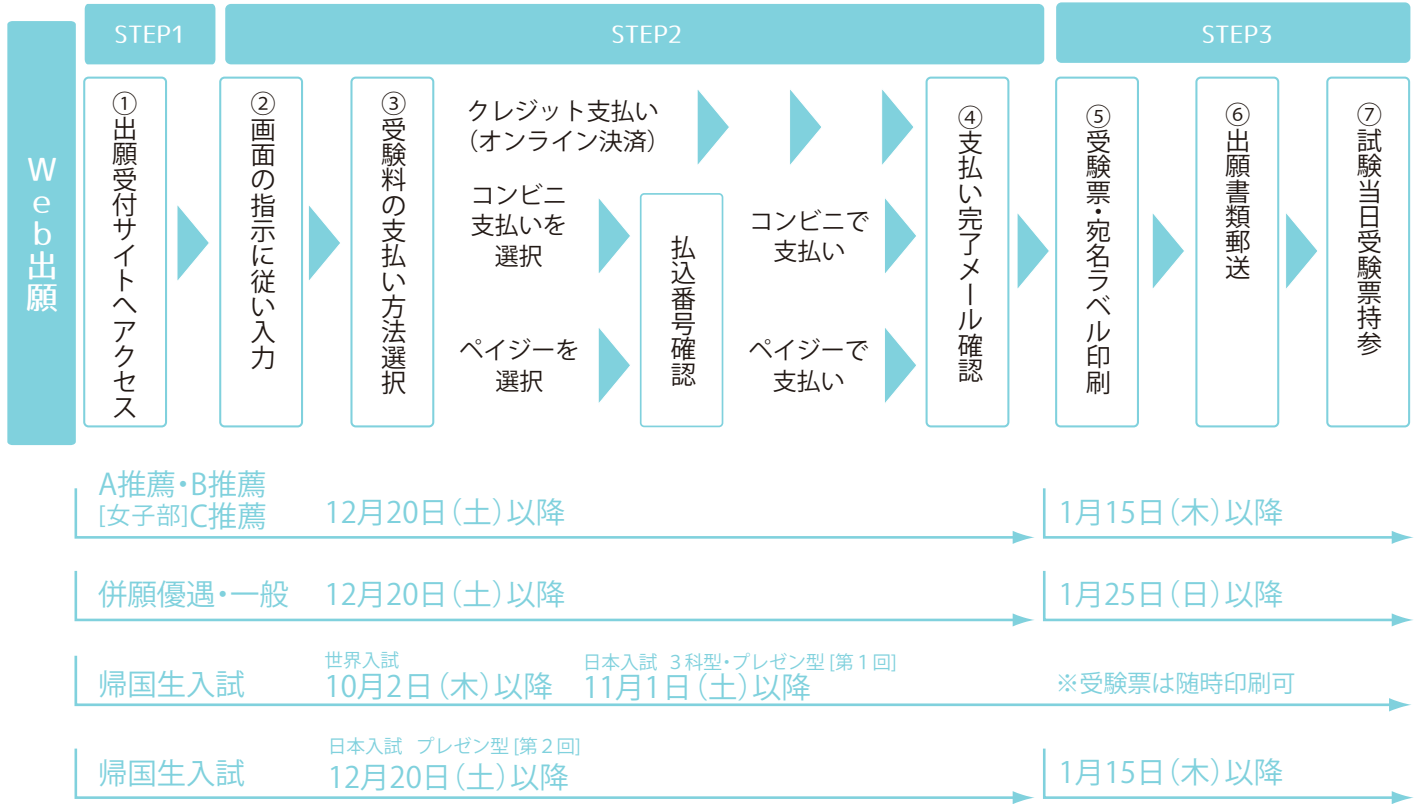 Web出願
STEP1
STEP2
STEP3
①出願受付サイトへアクセス
②画面の指示に従い入力
③受験料の支払い方法選択
クレジット支払い
（オンライン決済）
コンビニ
支払いを
選択
ペイジーを
選択
払込番号確認
コンビニで
支払い
ペイジーで
支払い
④支払い完了メール確認
⑤受験票・宛名ラベル印刷
⑥出願書類郵送
⑦試験当日受験票持参
A推薦・B推薦
[女子部]C推薦
12月20日（土）以降
1月15日（木）以降
併願優遇・一般
12月20日（土）以降
1月25日（日）以降
帰国生入試
世界入試
10月2日（木）以降
日本入試 3科型・プレゼン型 [第1回]
11月1日（土）以降
※受験票は随時印刷可
帰国生入試
日本入試 プレゼン型 [第2回]
12月20日（土）以降
1月15日（木）以降